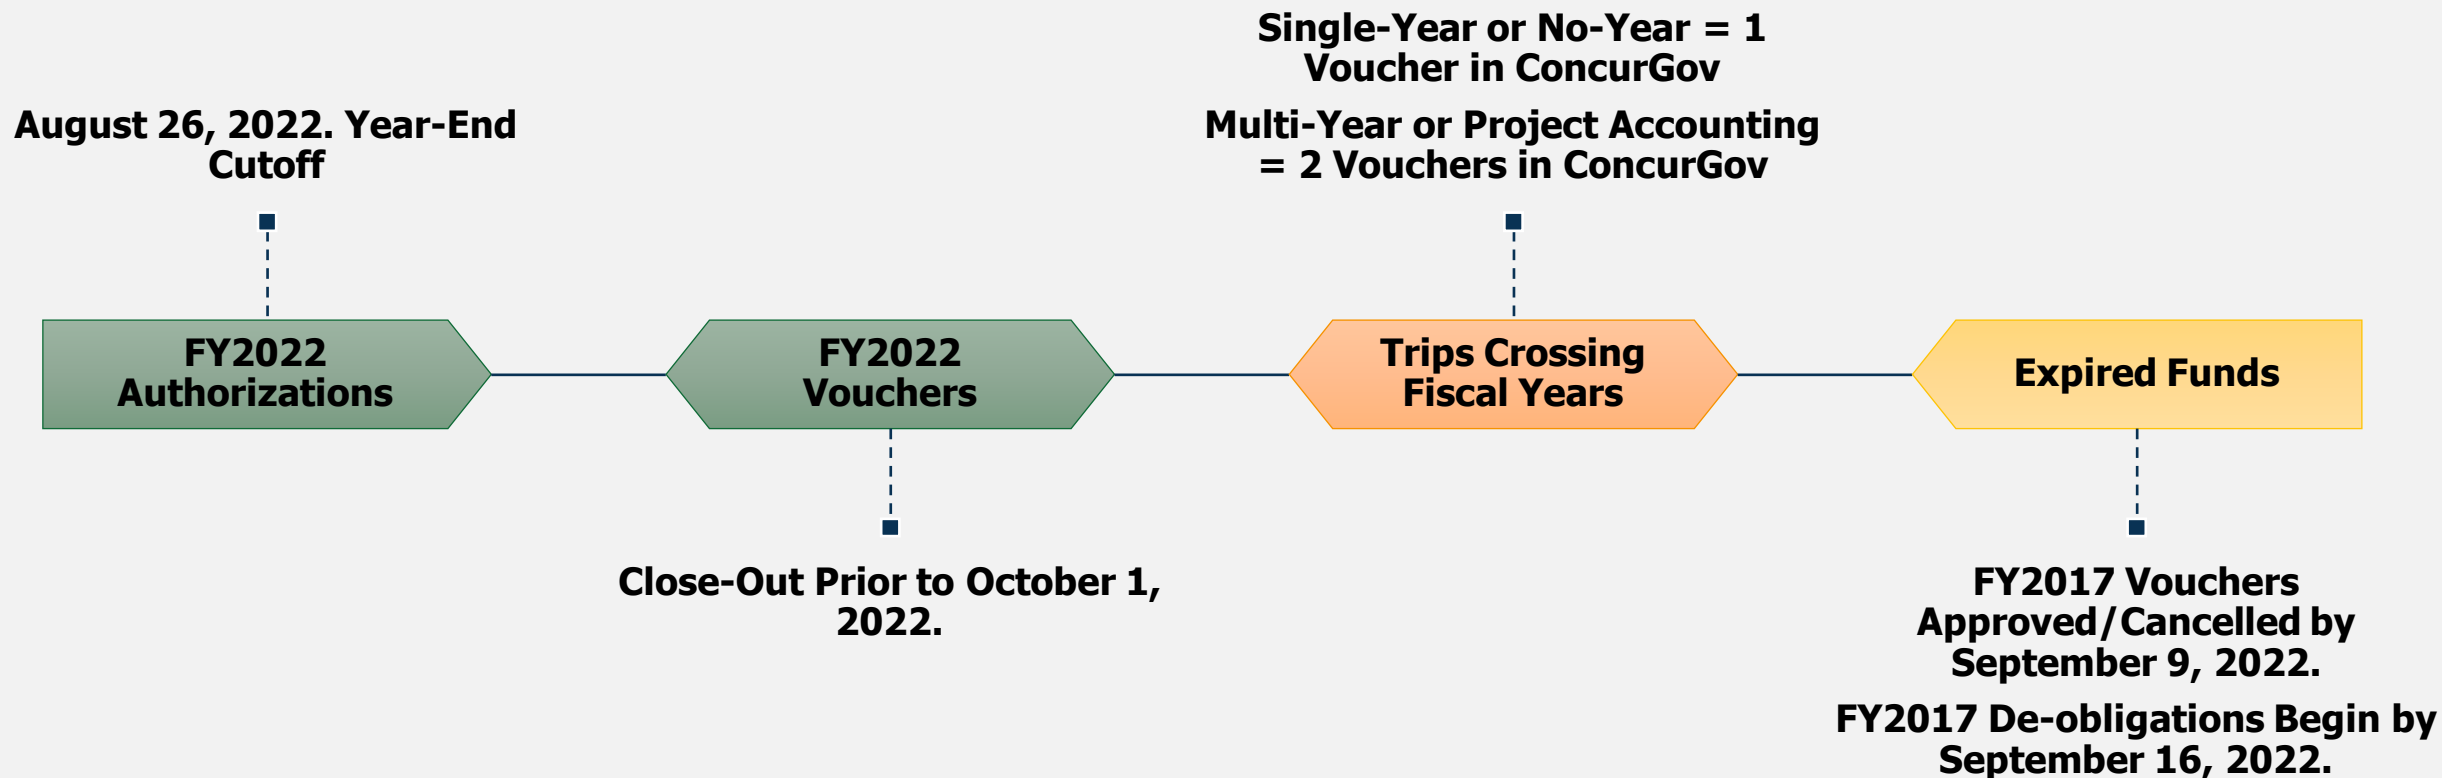 August 26, 2022. Year-End
Cutoff
FY2022
Authorizations
FY2022
Vouchers
Close-Out Prior to October 1,
2022.
Single-Year or No-Year = 1
Voucher in ConcurGov
Multi-Year or Project Accounting
= 2 Vouchers in ConcurGov
Trips Crossing
Fiscal Years
Expired Funds
FY2017 Vouchers
Approved/Cancelled by
September 9, 2022.
FY2017 De-obligations Begin by
September 16, 2022.